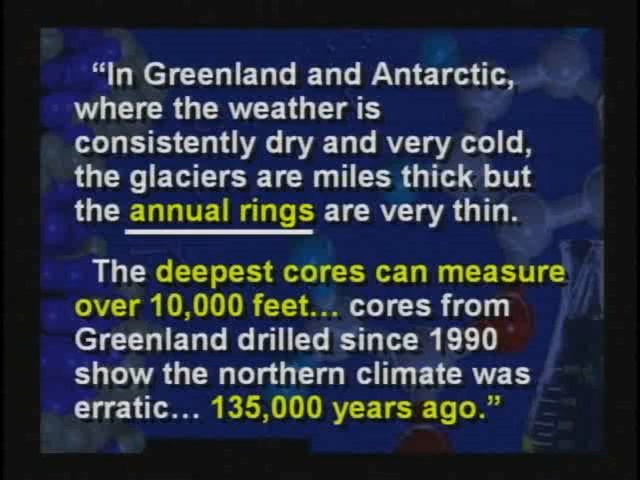 “In Greenland and Antarctic,
where the weather is
consistently dry and very cold,
the glaciers are miles thick but
the annual rings are very thin.
The deepest cores can measure
over 10,000 feet… cores from
Greenland drilled since 1990
show the northern climate was
erratic… 135,000 years ago.”